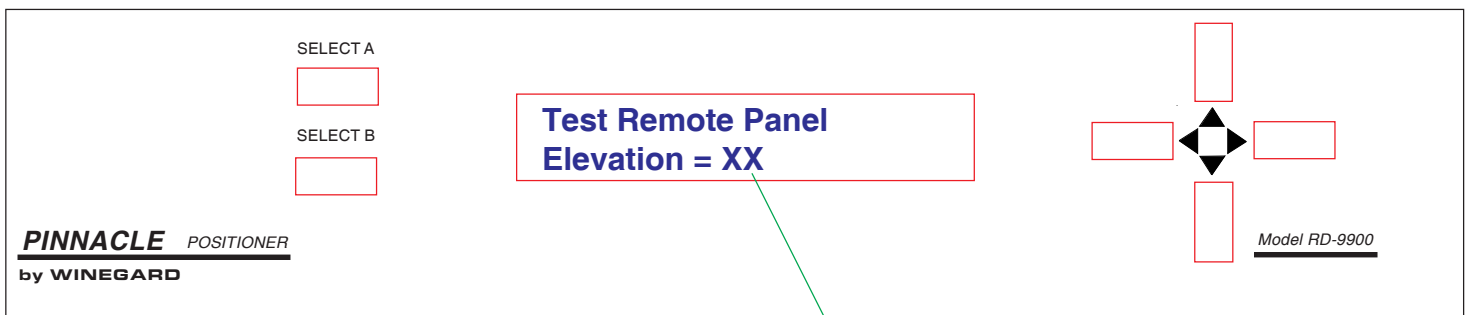 SELECT A
SELECT B
Test Remote Panel
Elevation = XX
PINNACLE POSITIONER
by WINEGARD
Model RD-9900